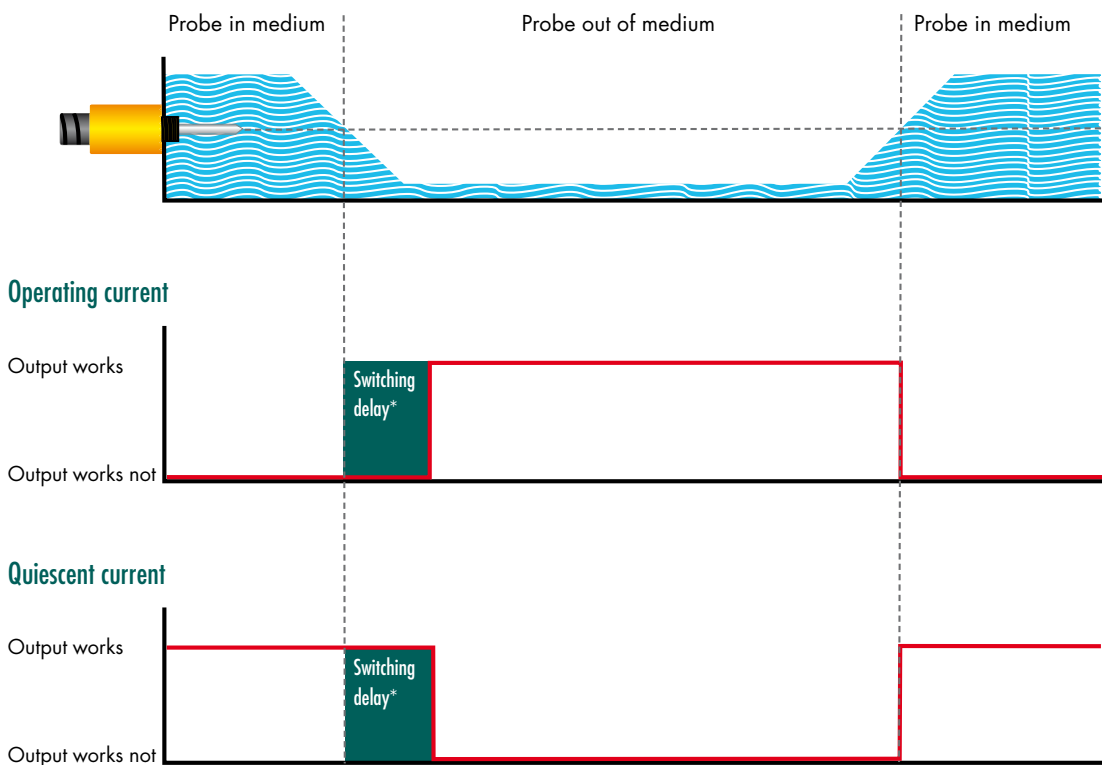 Probe in medium Probe out of medium Probe in medium
Operating current
Output works
Switching
delay*
Output works not
Quiescent current
Output works
Switching
delay*
Output works not